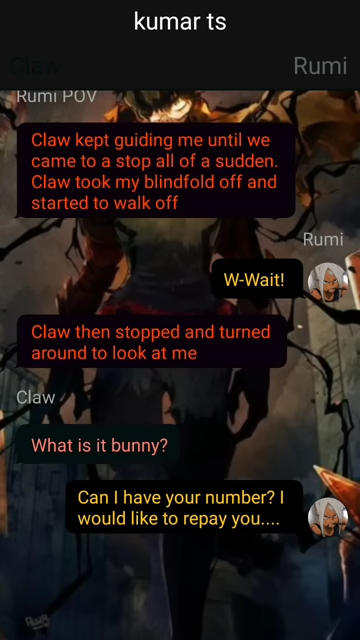 kumar ts
Claw
Rumi
Rumi POV
Claw kept guiding me until we
came to a stop all of a sudden.
Claw took my blindfold off and
started to walk off
Rumi
W-Wait!
Claw then stopped and turned
around to look at me
Claw
What is it bunny?
Can I have your number? I
would like to repay you....